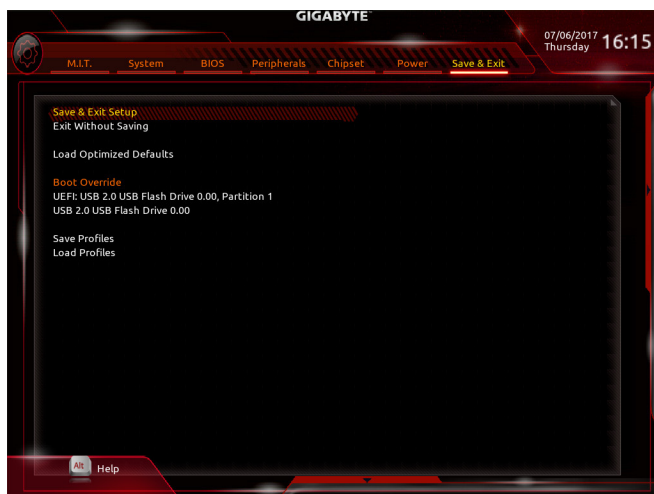 GIGABYTE™
07/06/2017 16:15
Thursday
M.I.T. System BIOS Peripherals Chipset Power Save & Exit
Save & Exit Setup
Exit Without Saving
Load Optimized Defaults
Boot Override
UEFI: USB 2.0 USB Flash Drive 0.00, Partition 1
USB 2.0 USB Flash Drive 0.00
Save Profiles
Load Profiles
Alt Help